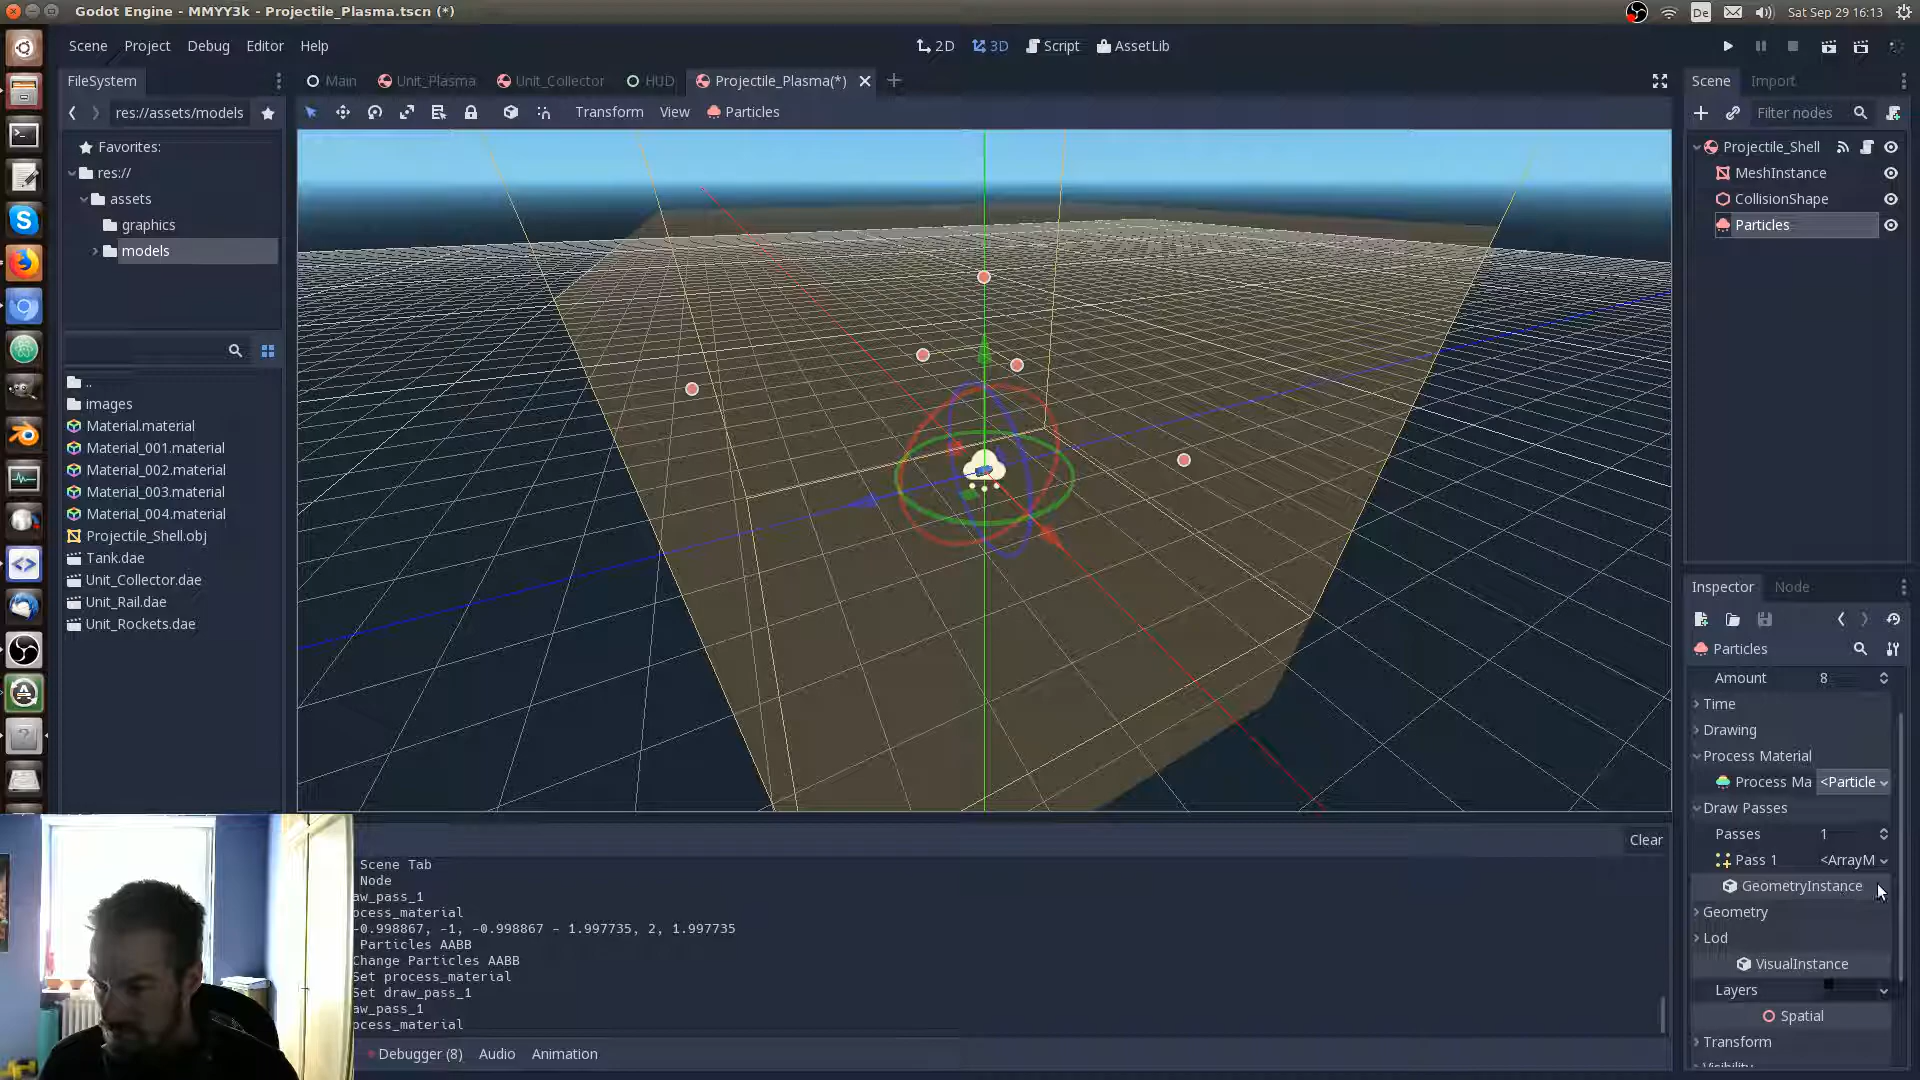 Godot Engine - MMYY3k - Projectile_Plasma.tscn (*)
De
Sat Sep 29 16:13
Scene Project Debug Editor Help
2D 3D Script AssetLib
FileSystem
Main Unit_Plasma Unit_Collector HUD Projectile_Plasma(*)
Scene Import
res://assets/models
Transform View Particles
Filter nodes
Favorites:
res://
assets
graphics
models
Projectile_Shell
MeshInstance
CollisionShape
Particles
..
images
Material.material
Material_001.material
Material_002.material
Material_003.material
Material_004.material
Projectile_Shell.obj
Tank.dae
Unit_Collector.dae
Unit_Rail.dae
Unit_Rockets.dae
Inspector Node
Particles
Amount 8
Time
Drawing
Process Material
Process Ma <Particle
Draw Passes
Passes 1
Pass 1 <ArrayM
GeometryInstance
Geometry
Lod
VisualInstance
Layers
Spatial
Transform
Visibility
Clear
Scene Tab
Node
aw_pass_1
ocess_material
-0.998867, -1, -0.998867 - 1.997735, 2, 1.997735
Particles AABB
Change Particles AABB
Set process_material
Set draw_pass_1
aw_pass_1
ocess_material
Debugger (8) Audio Animation